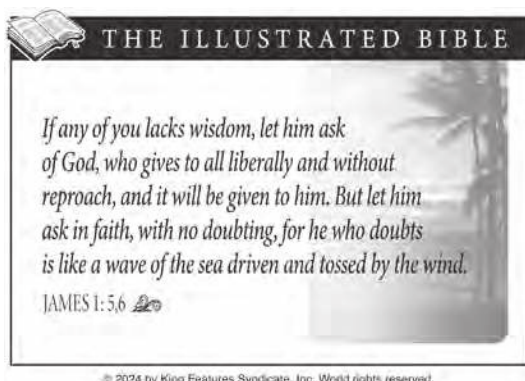 THE ILLUSTRATED BIBLE
If any of you lacks wisdom, let him ask
of God, who gives to all liberally and without
reproach, and it will be given to him. But let him
ask in faith, with no doubting, for he who doubts
is like a wave of the sea driven and tossed by the wind.
JAMES 1: 5,6
© 2024 by King Features Syndicate, Inc. World rights reserved.